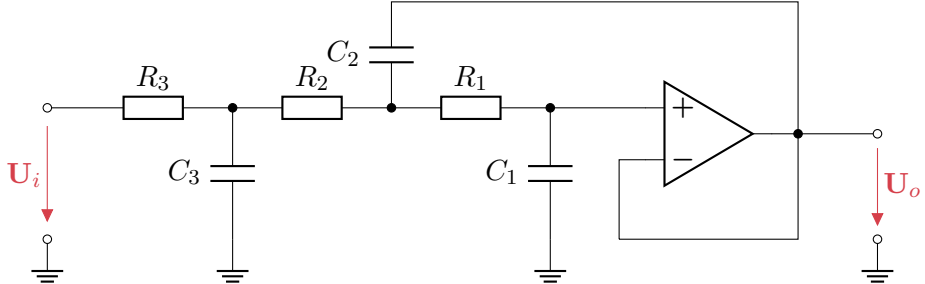 C₂
R₃
R₂
R₁
+
−
C₃
C₁
Uᵢ
Uₒ